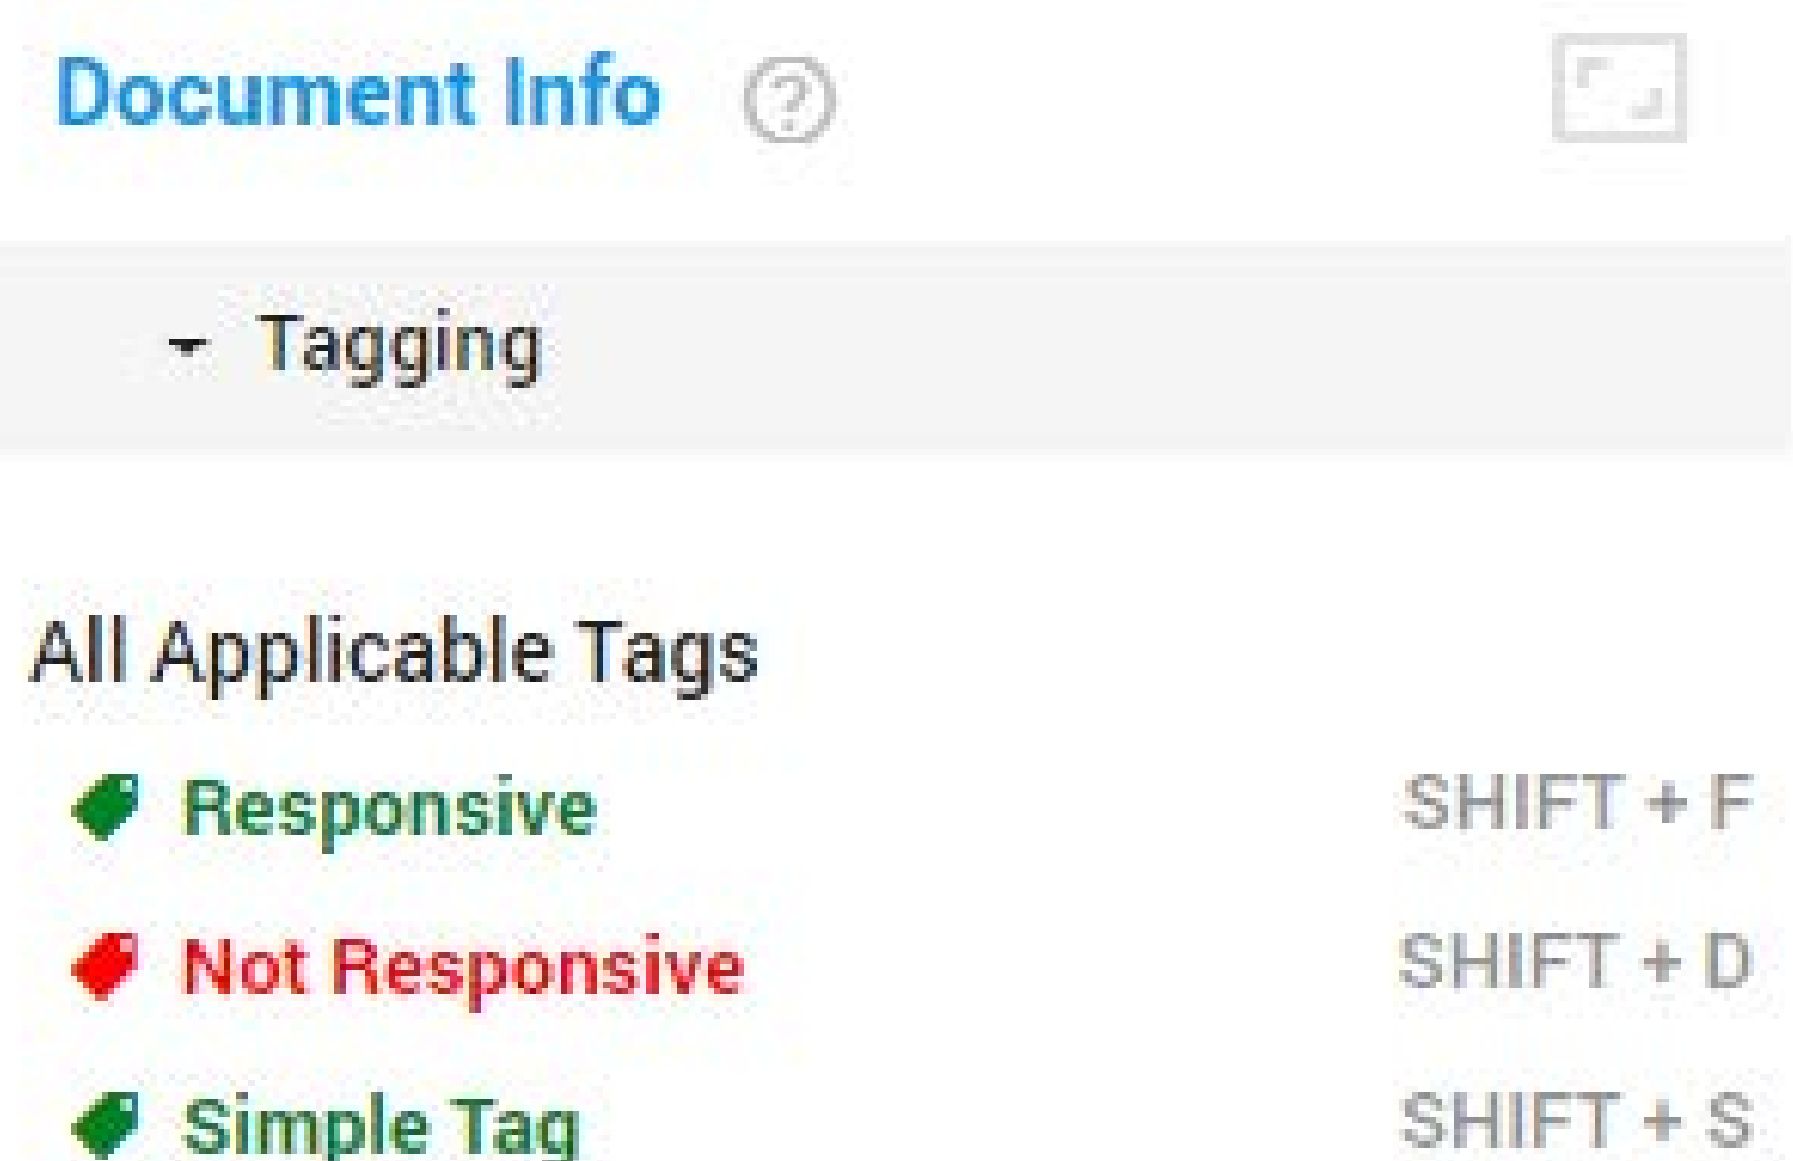 Document Info
Tagging
All Applicable Tags
Responsive SHIFT + F
Not Responsive SHIFT + D
Simple Tag SHIFT + S